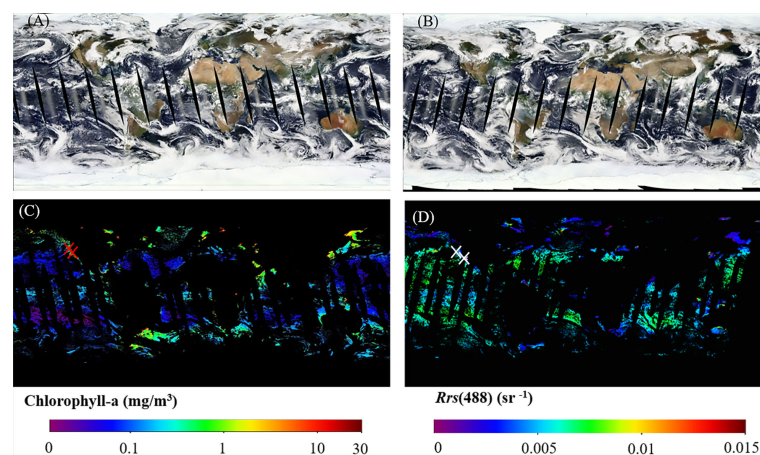 (A)
(B)
(C)
(D)
Chlorophyll-a (mg/m³)
Rrs(488) (sr ⁻¹)
0 0.1 1 10 30
0 0.005 0.01 0.015